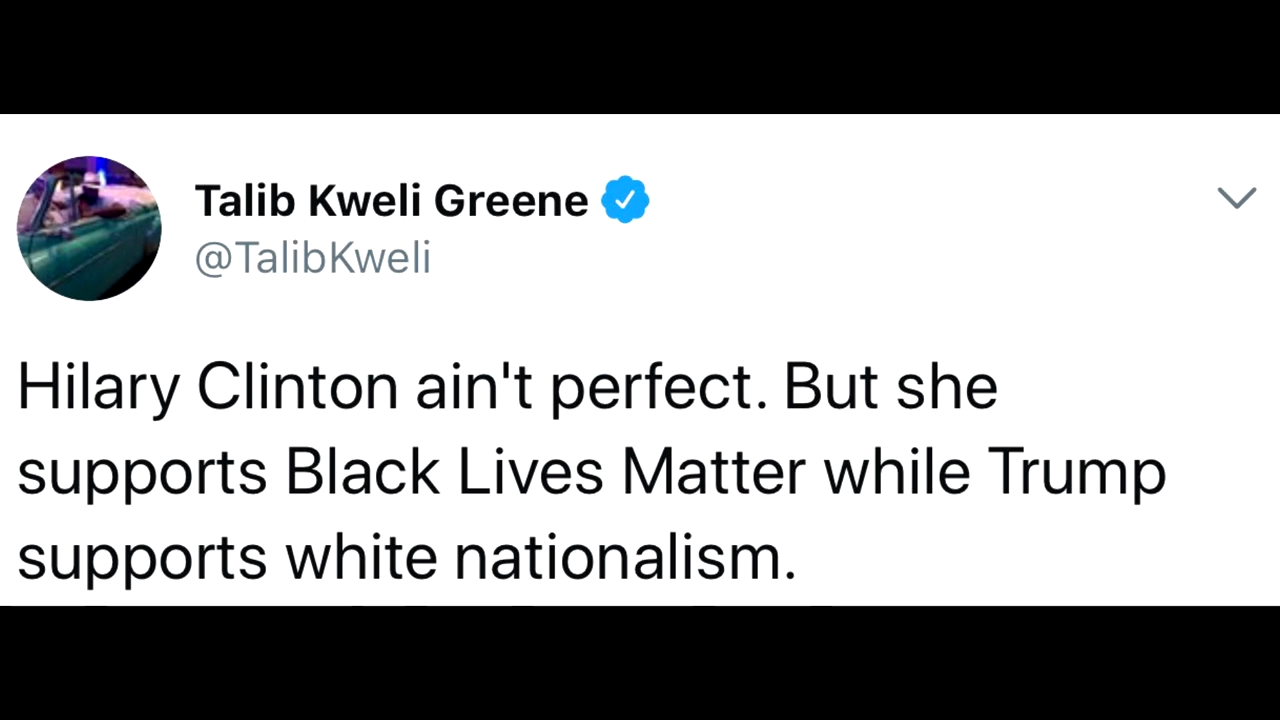 Talib Kweli Greene
@TalibKweli
Hilary Clinton ain't perfect. But she
supports Black Lives Matter while Trump
supports white nationalism.